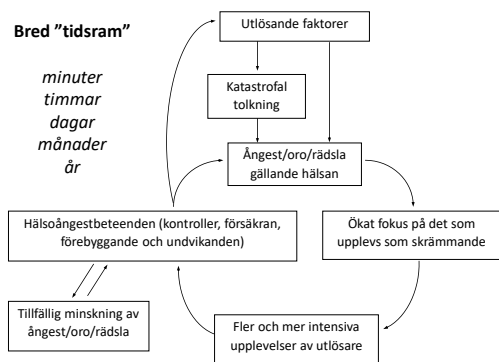 Bred ”tidsram”
minuter
timmar
dagar
månader
år
Utlösande faktorer
Katastrofal
tolkning
Ångest/oro/rädsla
gällande hälsan
Hälsoångestbeteenden (kontroller, försäkran,
förebyggande och undvikanden)
Ökat fokus på det som
upplevs som skrämmande
Tillfällig minskning av
ångest/oro/rädsla
Fler och mer intensiva
upplevelser av utlösare